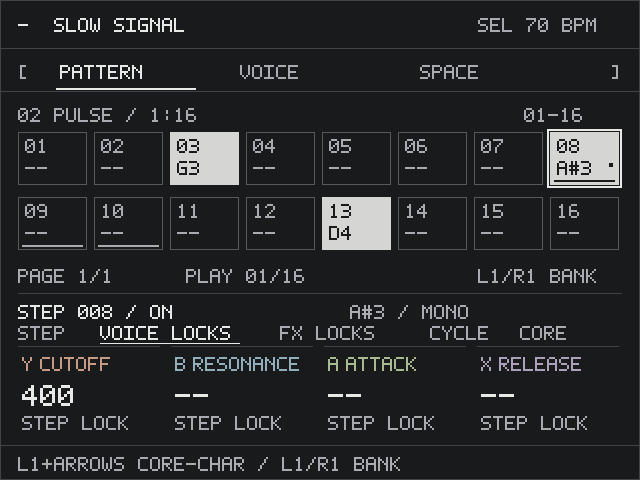 – SLOW SIGNAL SEL 70 BPM
[ PATTERN VOICE SPACE ]
02 PULSE / 1:16 01–16
01 02 03 04 05 06 07 08
-- -- G3 -- -- -- -- A#3
09 10 11 12 13 14 15 16
-- -- -- -- D4 -- -- --
PAGE 1/1 PLAY 01/16 L1/R1 BANK
STEP 008 / ON A#3 / MONO
STEP VOICE LOCKS FX LOCKS CYCLE CORE
Y CUTOFF B RESONANCE A ATTACK X RELEASE
400 -- -- --
STEP LOCK STEP LOCK STEP LOCK STEP LOCK
L1+ARROWS CORE-CHAR / L1/R1 BANK